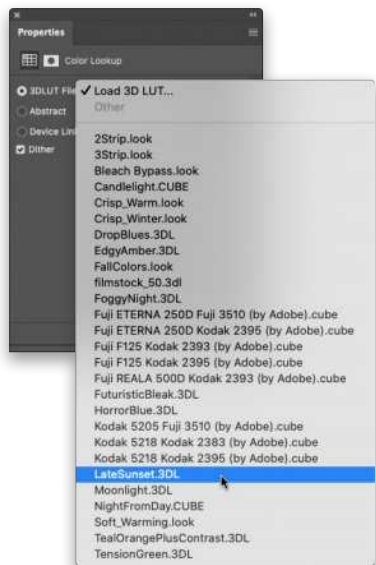 Properties
Color Lookup
3DLUT File
✓ Load 3D LUT...
Abstract
Other
Device Link
Dither
2Strip.look
3Strip.look
Bleach Bypass.look
Candlelight.CUBE
Crisp_Warm.look
Crisp_Winter.look
DropBlues.3DL
EdgyAmber.3DL
FallColors.look
filmstock_50.3dl
FoggyNight.3DL
Fuji ETERNA 250D Fuji 3510 (by Adobe).cube
Fuji ETERNA 250D Kodak 2395 (by Adobe).cube
Fuji F125 Kodak 2393 (by Adobe).cube
Fuji F125 Kodak 2395 (by Adobe).cube
Fuji REALA 500D Kodak 2393 (by Adobe).cube
FuturisticBleak.3DL
HorrorBlue.3DL
Kodak 5205 Fuji 3510 (by Adobe).cube
Kodak 5218 Kodak 2383 (by Adobe).cube
Kodak 5218 Kodak 2395 (by Adobe).cube
LateSunset.3DL
Moonlight.3DL
NightFromDay.CUBE
Soft_Warming.look
TealOrangePlusContrast.3DL
TensionGreen.3DL